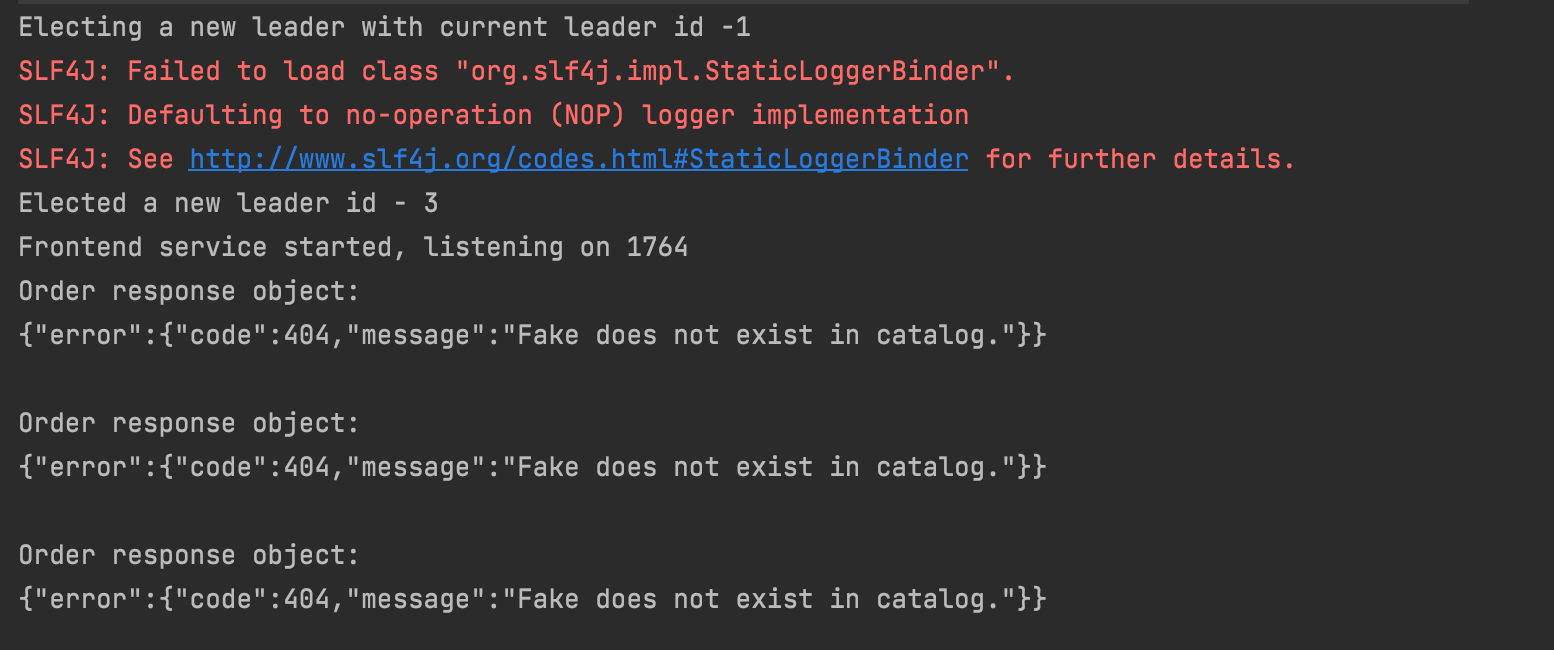 Electing a new leader with current leader id -1
SLF4J: Failed to load class "org.slf4j.impl.StaticLoggerBinder".
SLF4J: Defaulting to no-operation (NOP) logger implementation
SLF4J: See http://www.slf4j.org/codes.html#StaticLoggerBinder for further details.
Elected a new leader id - 3
Frontend service started, listening on 1764
Order response object:
{"error":{"code":404,"message":"Fake does not exist in catalog."}}
Order response object:
{"error":{"code":404,"message":"Fake does not exist in catalog."}}
Order response object:
{"error":{"code":404,"message":"Fake does not exist in catalog."}}